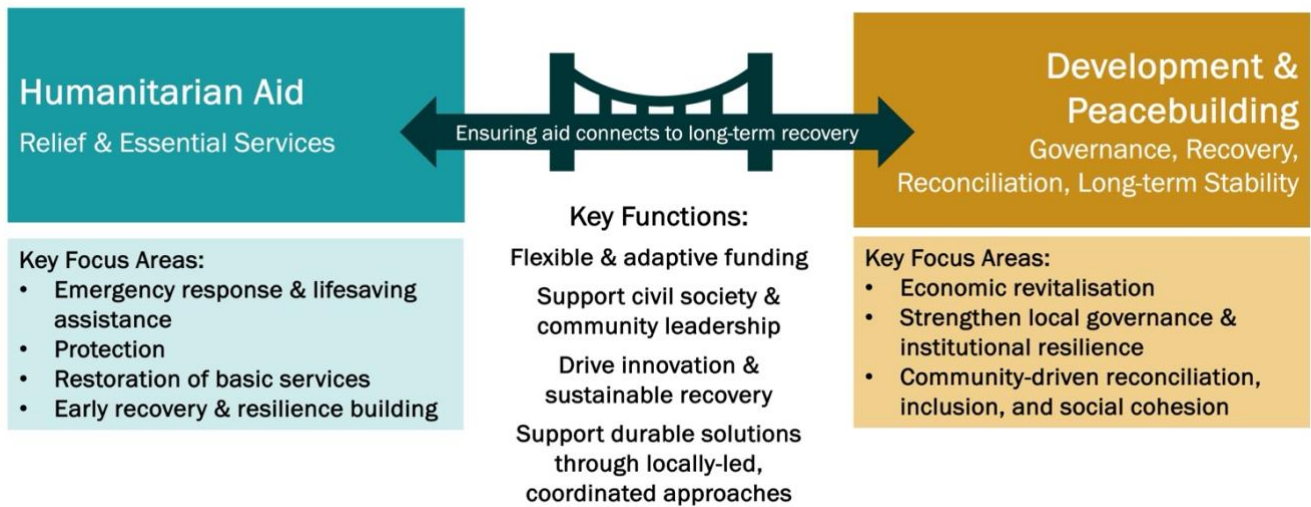 Humanitarian Aid
Relief & Essential Services
Key Focus Areas:
• Emergency response & lifesaving
assistance
• Protection
• Restoration of basic services
• Early recovery & resilience building
Ensuring aid connects to long-term recovery
Key Functions:
Flexible & adaptive funding
Support civil society &
community leadership
Drive innovation &
sustainable recovery
Support durable solutions
through locally-led,
coordinated approaches
Development &
Peacebuilding
Governance, Recovery,
Reconciliation, Long-term Stability
Key Focus Areas:
• Economic revitalisation
• Strengthen local governance &
institutional resilience
• Community-driven reconciliation,
inclusion, and social cohesion